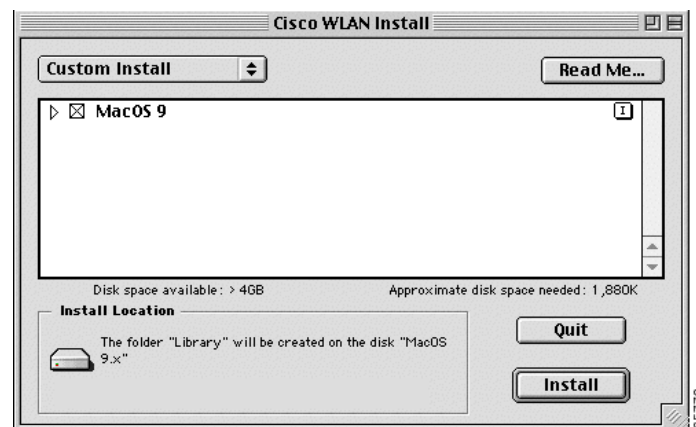 Cisco WLAN Install
Custom Install
Read Me...
MacOS 9
I
Disk space available: > 4GB
Approximate disk space needed: 1,880K
Install Location
The folder "Library" will be created on the disk "MacOS
9.x"
Quit
Install